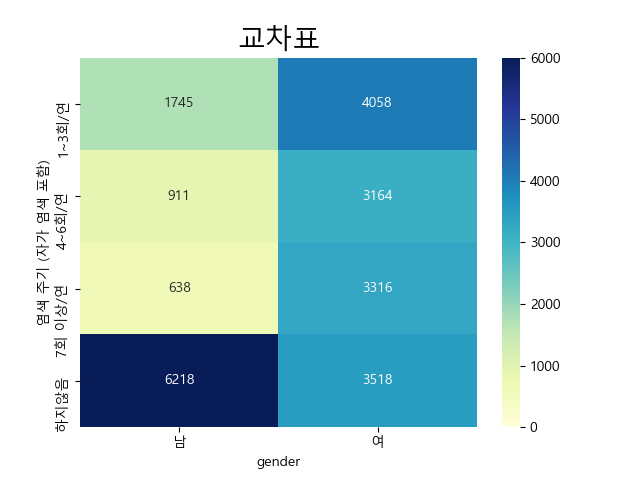 교차표
염색 주기 (자가 염색 포함)
1~3회/연
1745
4058
4~6회/연
911
3164
7회 이상/연
638
3316
하지않음
6218
3518
남
여
gender
6000
5000
4000
3000
2000
1000
0